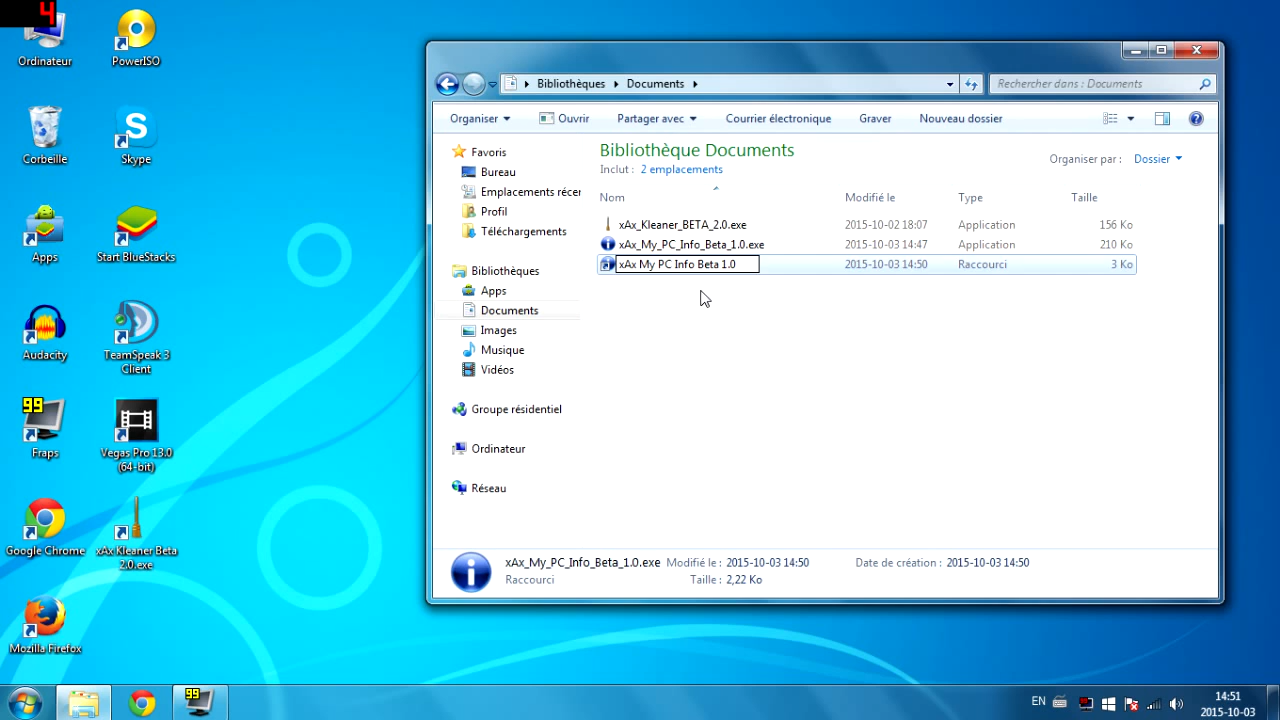 4
Ordinateur
PowerISO
Corbeille
Skype
Apps
Start BlueStacks
Audacity
TeamSpeak 3
Client
99
Fraps
Vegas Pro 13.0
(64-bit)
Google Chrome
xAx Kleaner Beta
2.0.exe
Mozilla Firefox
Bibliothèques Documents
Rechercher dans : Documents
Organiser Ouvrir Partager avec Courrier électronique Graver Nouveau dossier
Favoris
Bureau
Emplacements récer
Profil
Téléchargements
Bibliothèques
Apps
Documents
Images
Musique
Vidéos
Groupe résidentiel
Ordinateur
Réseau
Bibliothèque Documents
Inclut : 2 emplacements
Organiser par : Dossier
Nom Modifié le Type Taille
xAx_Kleaner_BETA_2.0.exe 2015-10-02 18:07 Application 156 Ko
xAx_My_PC_Info_Beta_1.0.exe 2015-10-03 14:47 Application 210 Ko
xAx My PC Info Beta 1.0 2015-10-03 14:50 Raccourci 3 Ko
xAx_My_PC_Info_Beta_1.0.exe Modifié le : 2015-10-03 14:50 Date de création : 2015-10-03 14:50
Raccourci Taille : 2,22 Ko
99
EN
14:51
2015-10-03